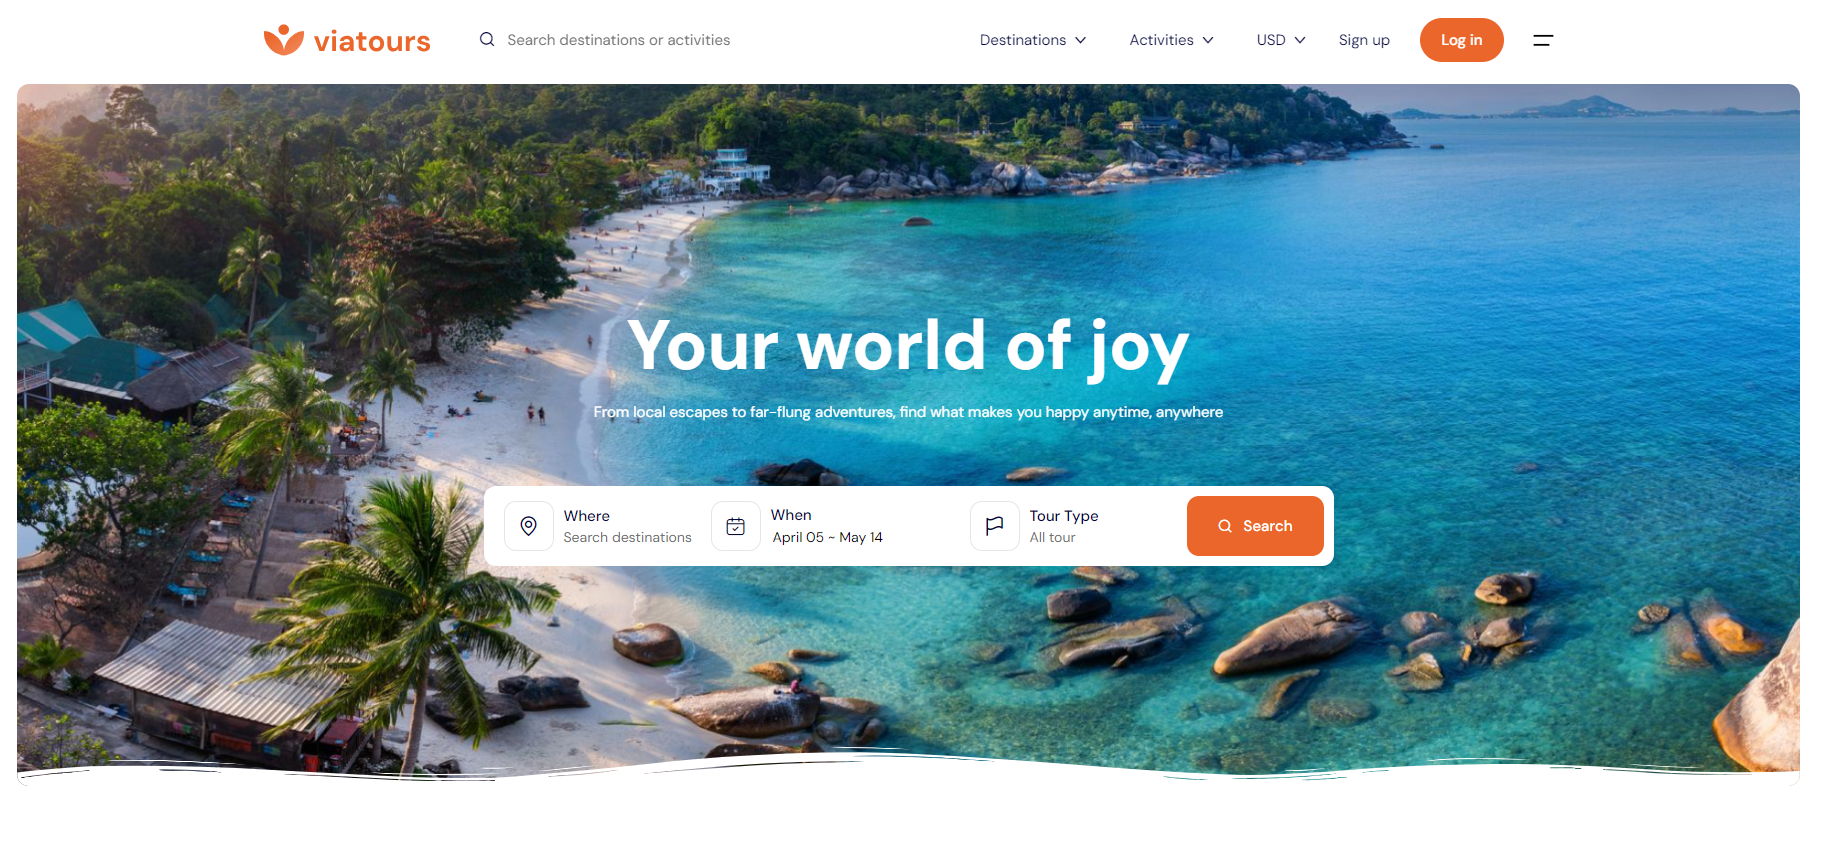 viatours
Search destinations or activities
Destinations
Activities
USD
Sign up
Log in
Your world of joy
From local escapes to far-flung adventures, find what makes you happy anytime, anywhere
Where
Search destinations
When
April 05 ~ May 14
Tour Type
All tour
Search